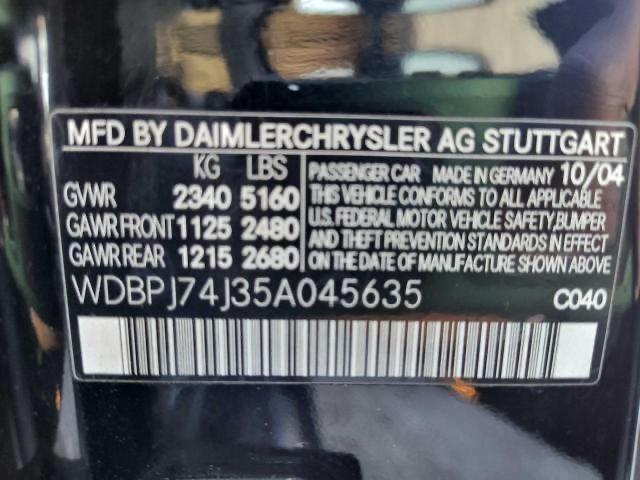 MFD BY DAIMLERCHRYSLER AG STUTTGART
KG LBS
GVWR 2340 5160
GAWR FRONT 1125 2480
GAWR REAR 1215 2680
PASSENGER CAR MADE IN GERMANY 10/04
THIS VEHICLE CONFORMS TO ALL APPLICABLE
U.S. FEDERAL MOTOR VEHICLE SAFETY,BUMPER
AND THEFT PREVENTION STANDARDS IN EFFECT
ON THE DATE OF MANUFACTURE SHOWN ABOVE.
WDBPJ74J35A045635 C040